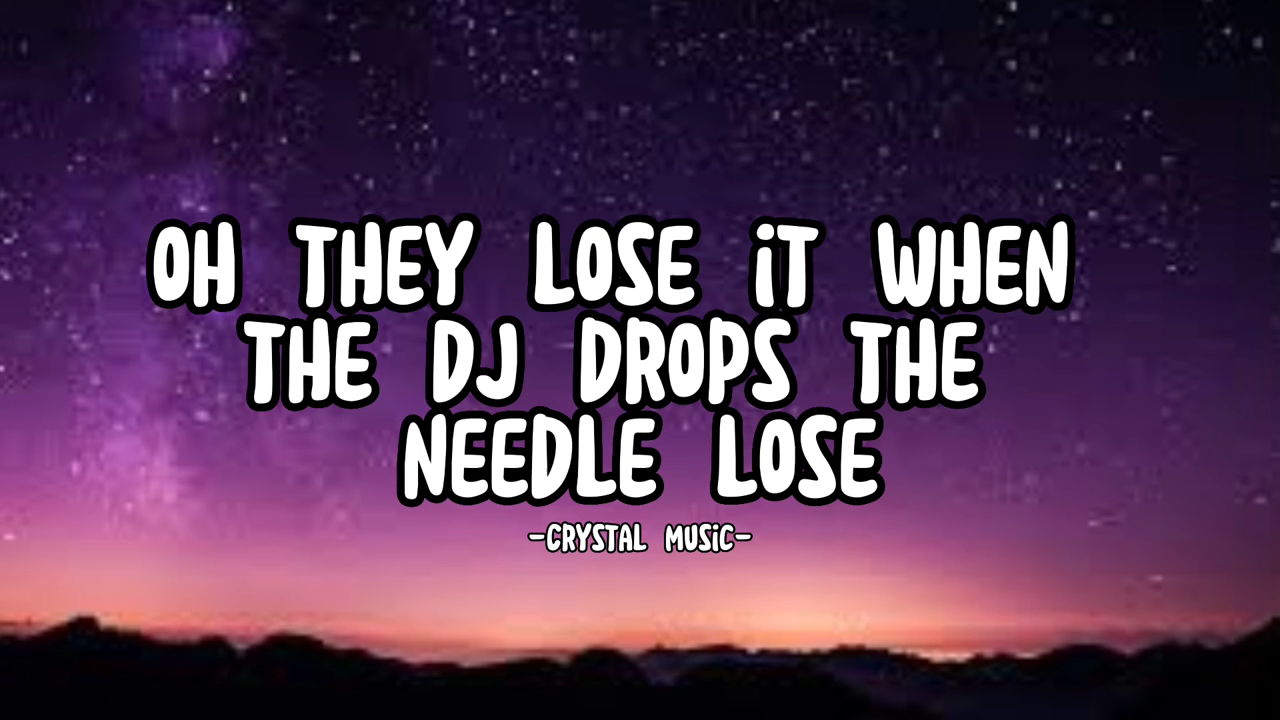 OH THEY LOSE iT WHEN
THE DJ DROPS THE
NEEDLE LOSE
-CRYSTAL MUSiC-